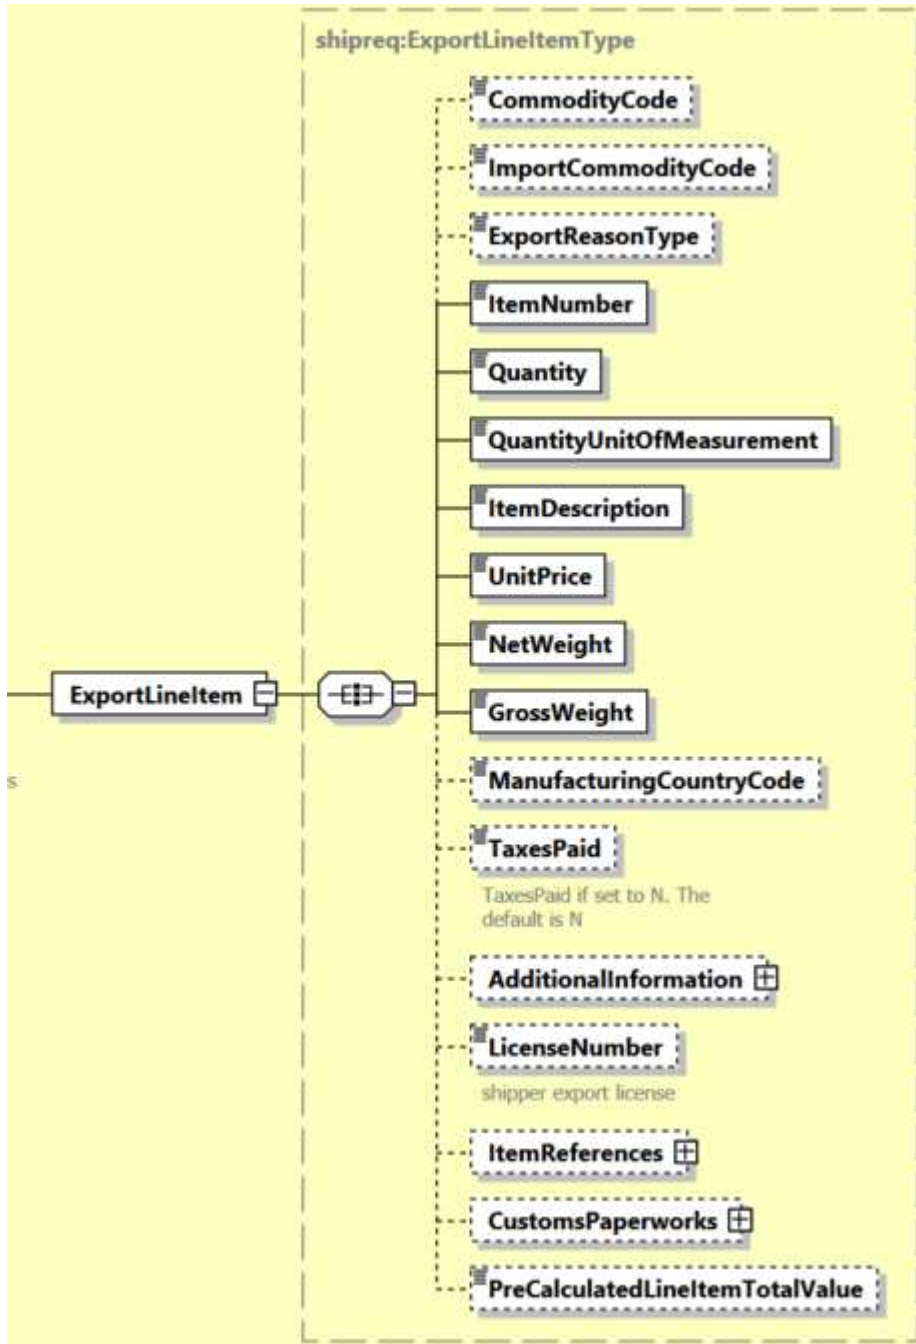 shipreq:ExportLineItemType
CommodityCode
ImportCommodityCode
ExportReasonType
ItemNumber
Quantity
QuantityUnitOfMeasurement
ItemDescription
UnitPrice
NetWeight
ExportLineItem
GrossWeight
s
ManufacturingCountryCode
TaxesPaid
TaxesPaid if set to N. The
default is N
AdditionalInformation
LicenseNumber
shipper export license
ItemReferences
CustomsPaperworks
PreCalculatedLineItemTotalValue